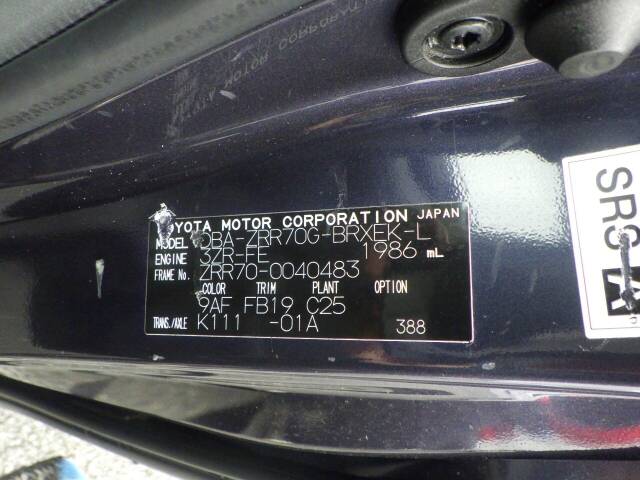 TOYOTA MOTOR CORPORATION JAPAN
MODEL DBA-ZRR70G-BRXEK-L
ENGINE 3ZR-FE 1986 mL
FRAME No. ZRR70-0040483
COLOR TRIM PLANT OPTION
9AF FB19 C25
TRANS./AXLE K111 -01A 388
SRS